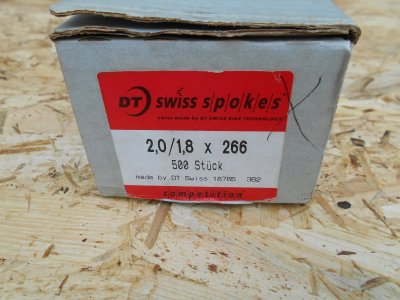 DT swiss spokes
swiss made by DT SWISS BIKE TECHNOLOGY
2,0/1,8 x 266
500 Stück
made by DT Swiss 18785 362
competition